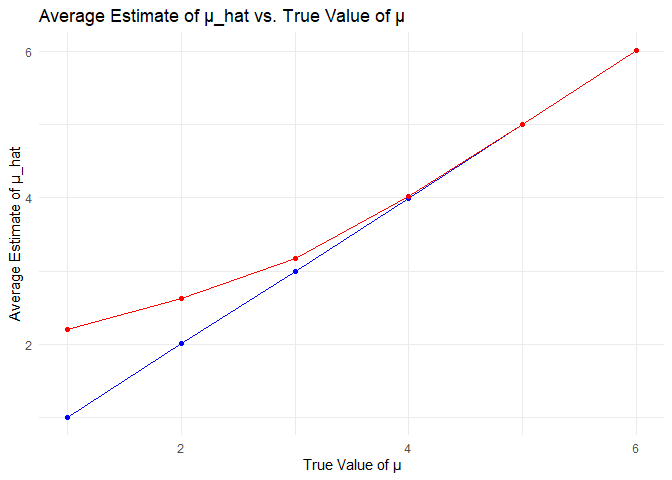 Average Estimate of µ_hat vs. True Value of µ
6
4
2
Average Estimate of µ_hat
2
4
6
True Value of µ